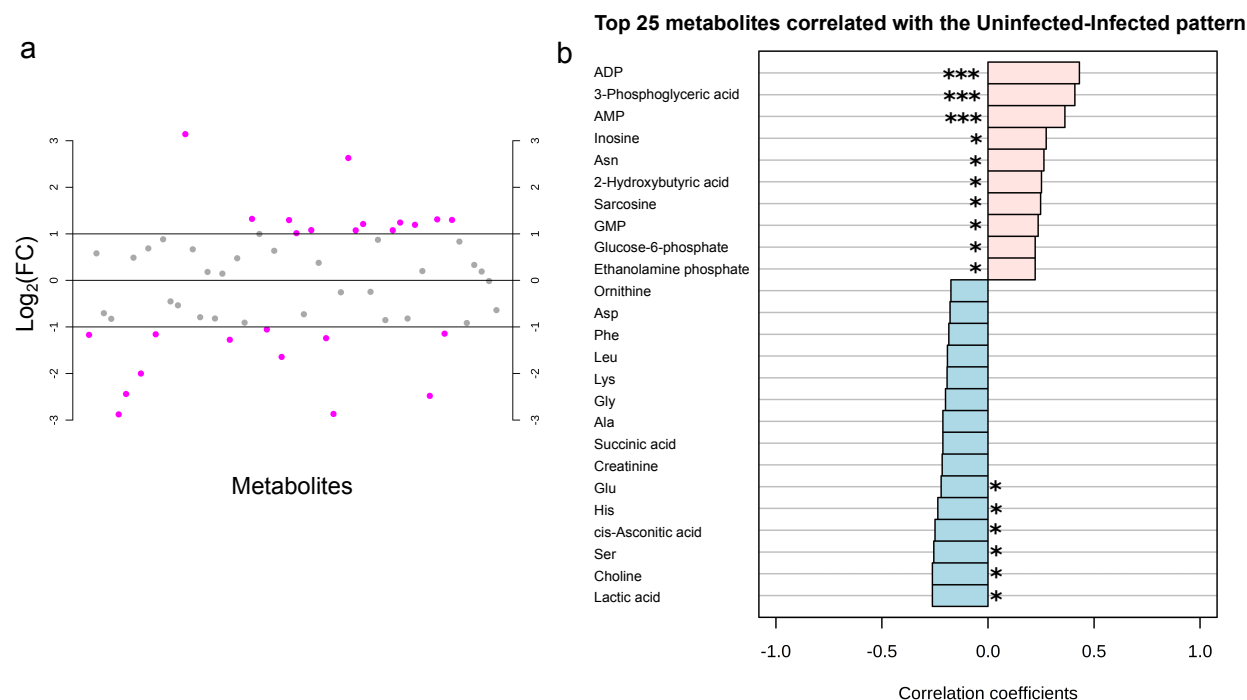 Top 25 metabolites correlated with the Uninfected-Infected pattern
a
b
3
2
1
0
-1
-2
-3
Log2(FC)
3
2
1
0
-1
-2
-3
Metabolites
ADP ***
3-Phosphoglyceric acid ***
AMP ***
Inosine *
Asn *
2-Hydroxybutyric acid *
Sarcosine *
GMP *
Glucose-6-phosphate *
Ethanolamine phosphate *
Ornithine
Asp
Phe
Leu
Lys
Gly
Ala
Succinic acid
Creatinine
Glu *
His *
cis-Asconitic acid *
Ser *
Choline *
Lactic acid *
-1.0 -0.5 0.0 0.5 1.0
Correlation coefficients